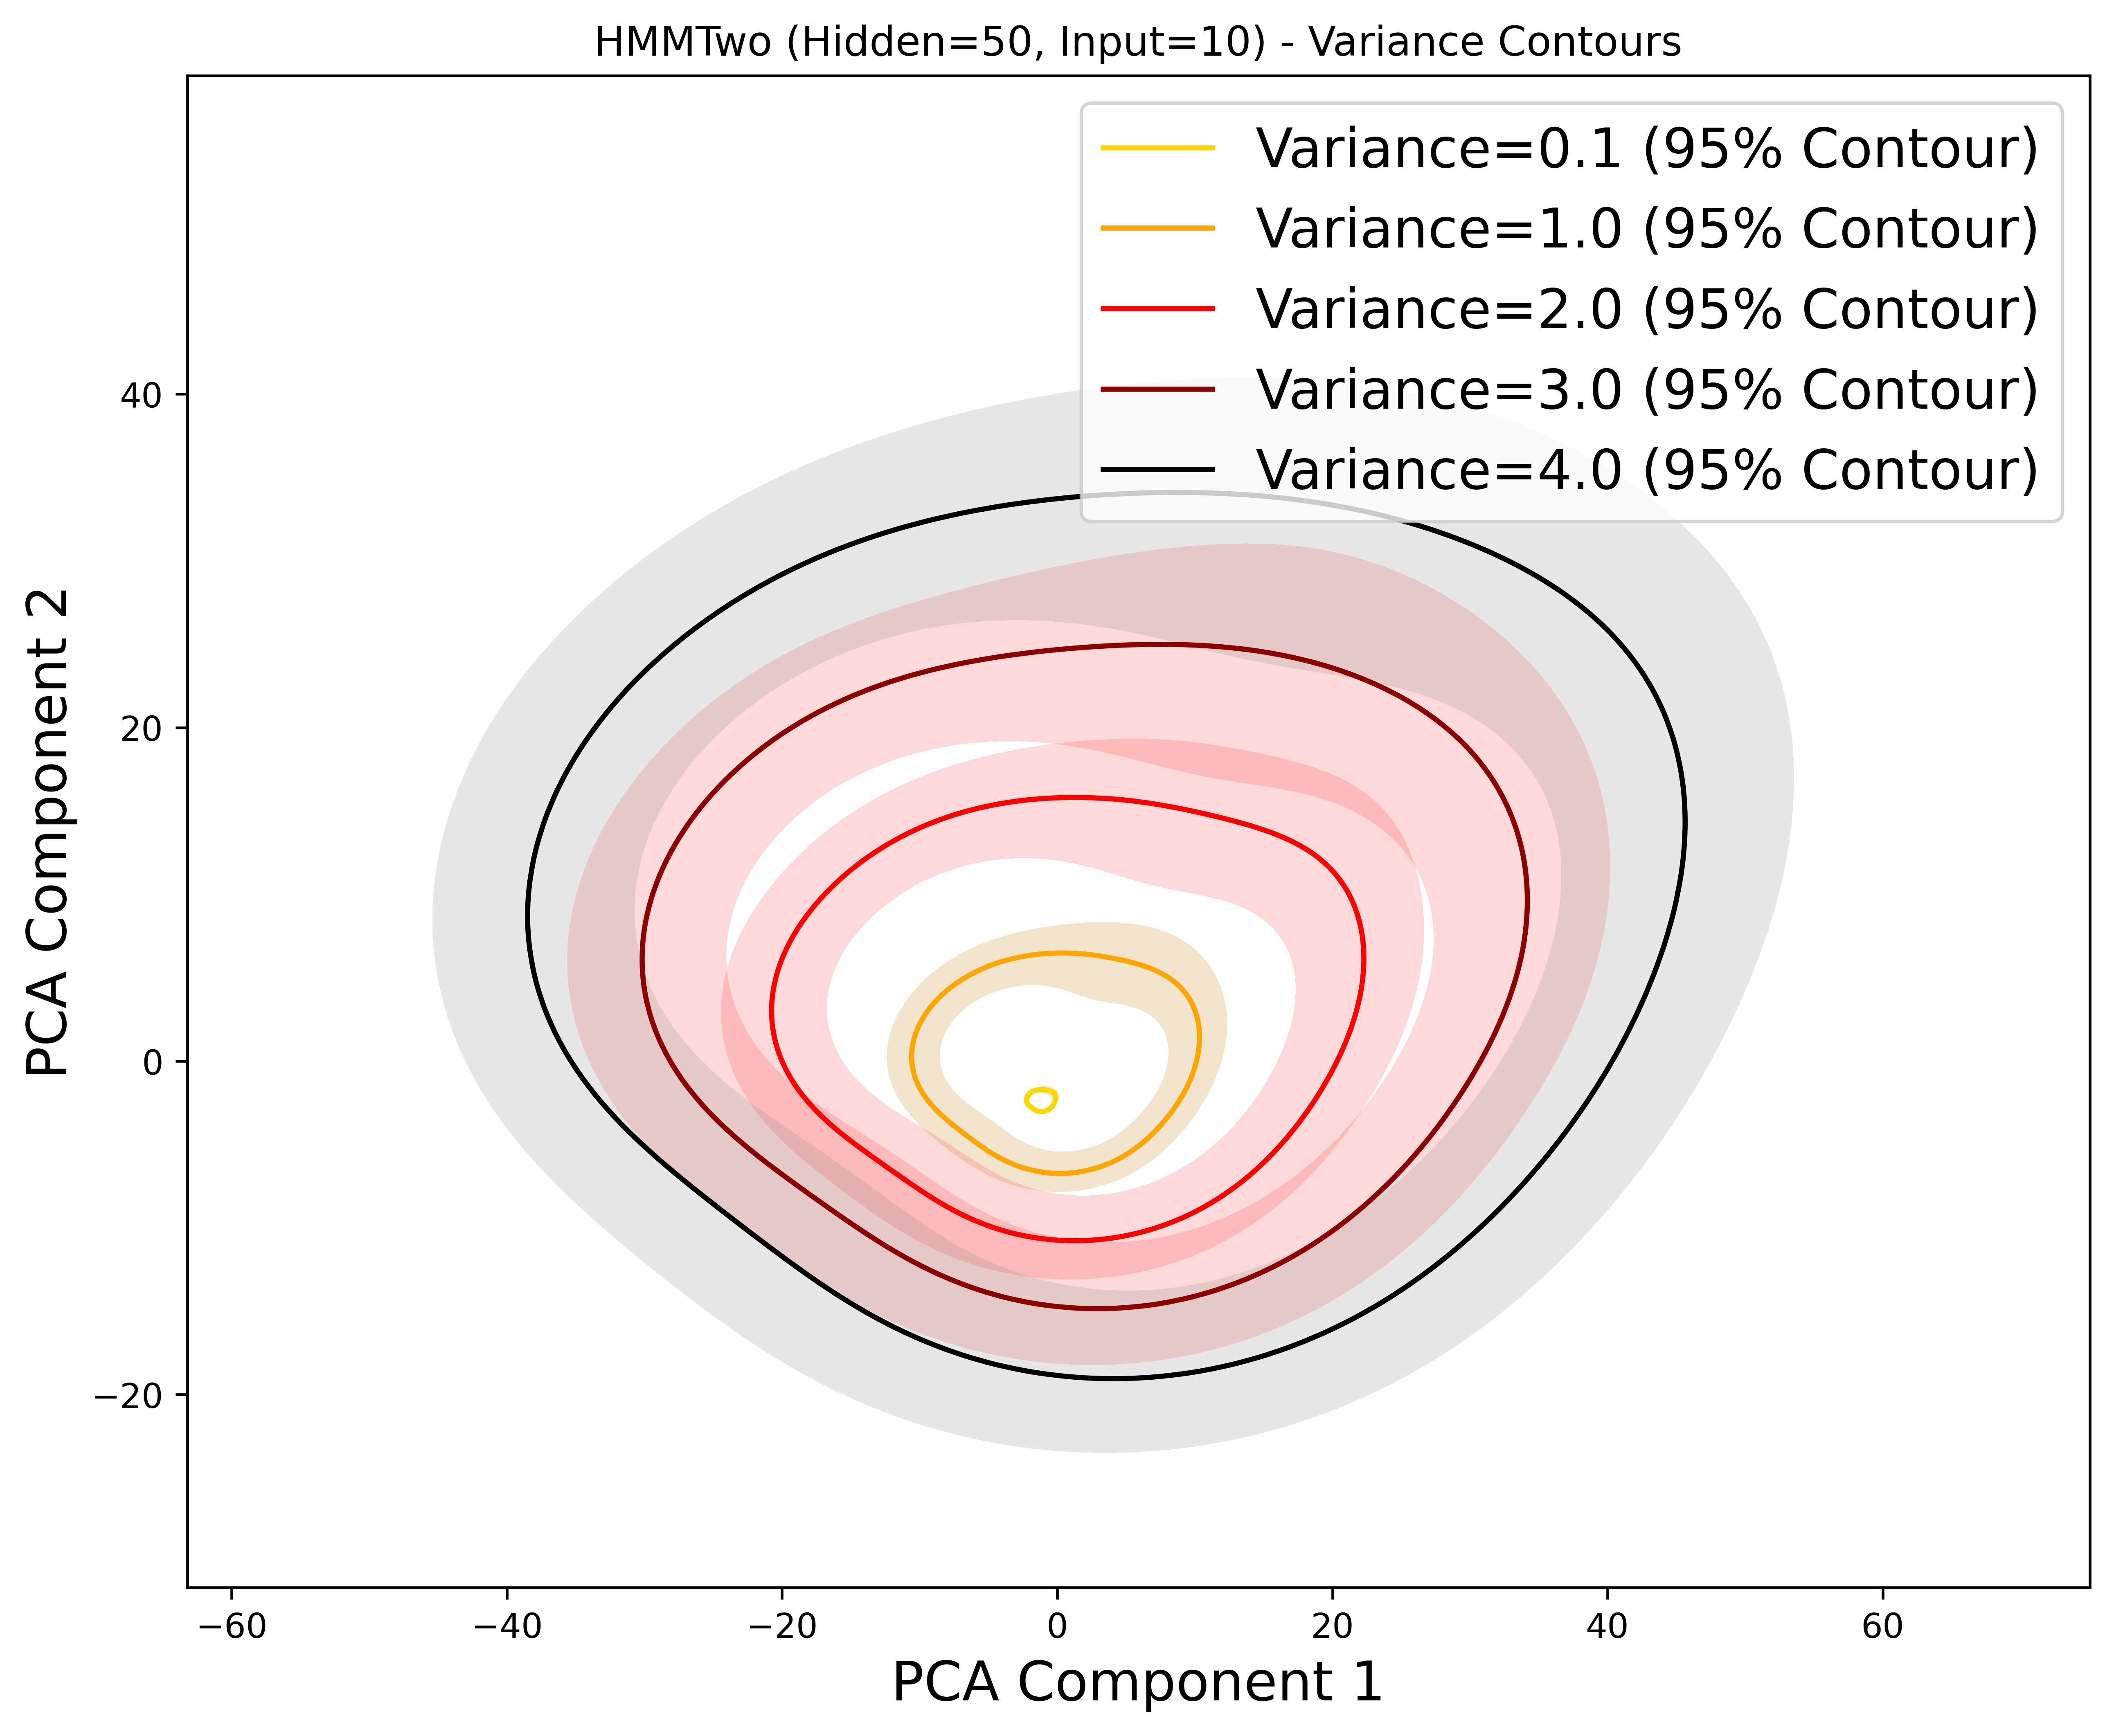 HMMTwo (Hidden=50, Input=10) - Variance Contours
Variance=0.1 (95% Contour)
Variance=1.0 (95% Contour)
Variance=2.0 (95% Contour)
Variance=3.0 (95% Contour)
Variance=4.0 (95% Contour)
PCA Component 2
40
20
0
−20
−60
−40
−20
0
20
40
60
PCA Component 1